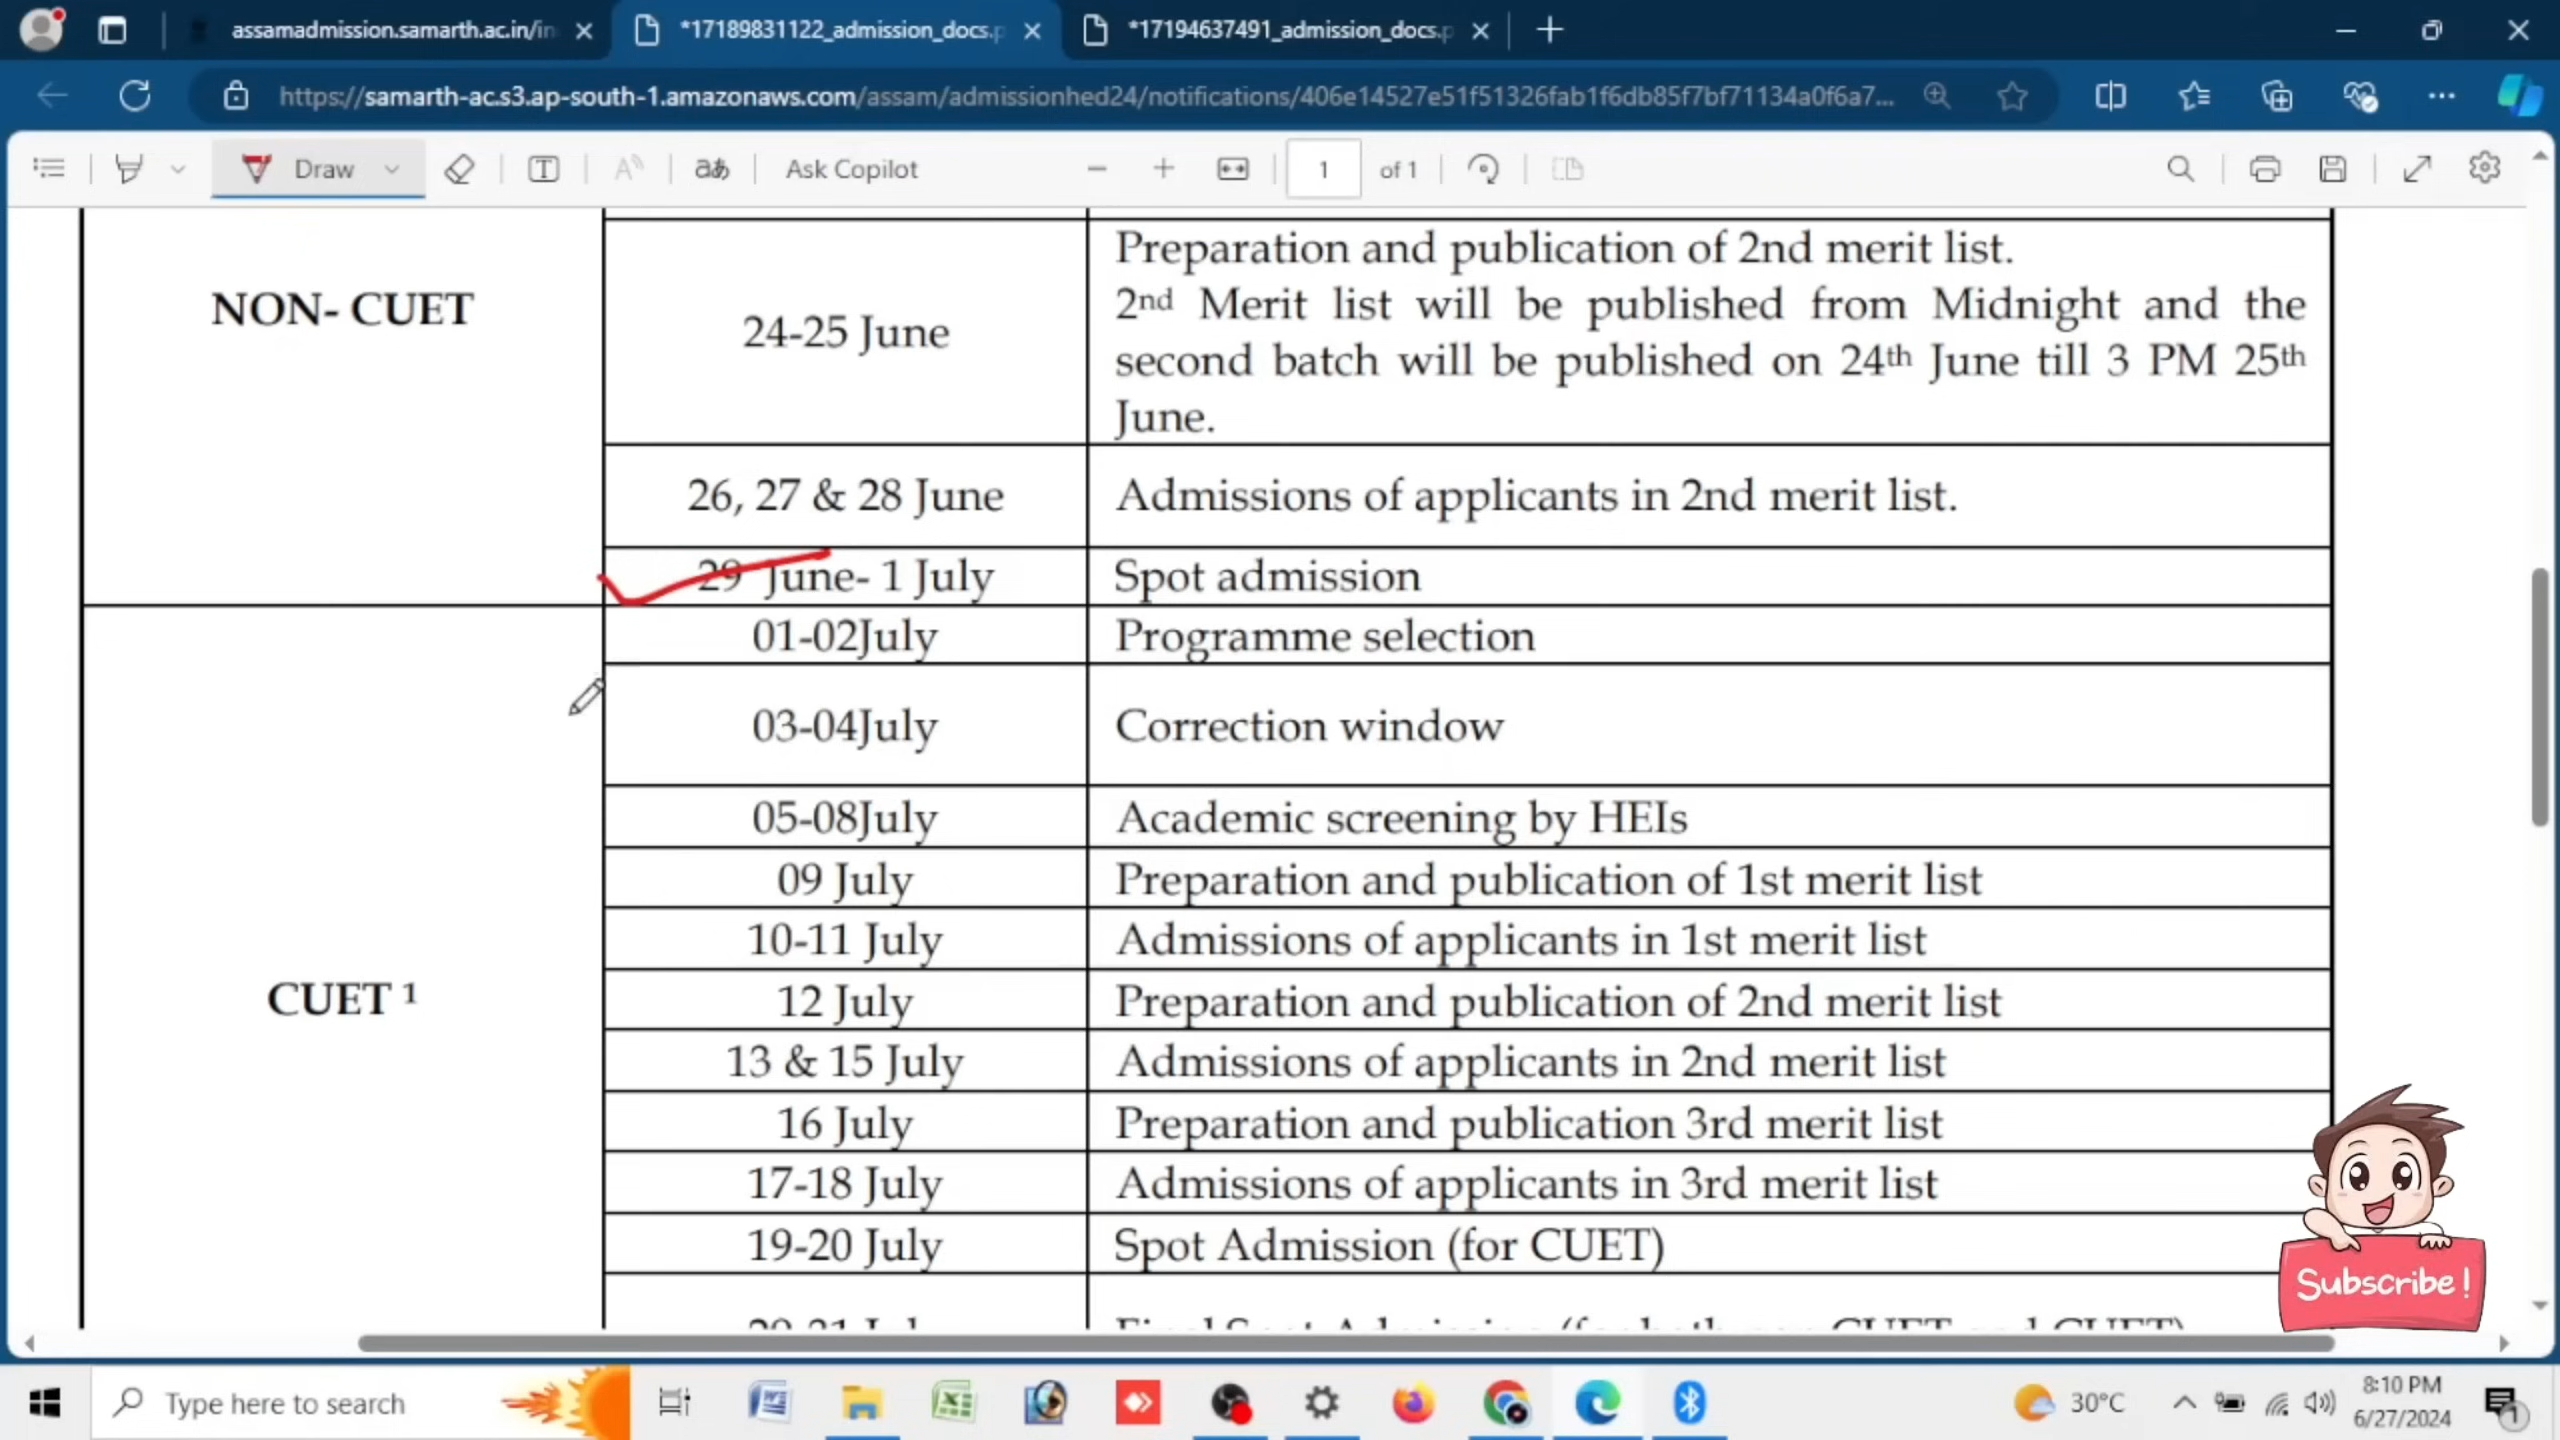 assamadmission.samarth.ac.in/in
*17189831122_admission_docs.p
*17194637491_admission_docs.p
https://samarth-ac.s3.ap-south-1.amazonaws.com/assam/admissionhed24/notifications/406e14527e51f51326fab1f6db85f7bf71134a0f6a7...
Draw
Ask Copilot
1 of 1
NON- CUET
24-25 June
Preparation and publication of 2nd merit list.
2nd Merit list will be published from Midnight and the
second batch will be published on 24th June till 3 PM 25th
June.
26, 27 & 28 June Admissions of applicants in 2nd merit list.
29 June- 1 July Spot admission
01-02July Programme selection
03-04July Correction window
05-08July Academic screening by HEIs
09 July Preparation and publication of 1st merit list
10-11 July Admissions of applicants in 1st merit list
CUET 1
12 July Preparation and publication of 2nd merit list
13 & 15 July Admissions of applicants in 2nd merit list
16 July Preparation and publication 3rd merit list
17-18 July Admissions of applicants in 3rd merit list
19-20 July Spot Admission (for CUET)
Subscribe!
Type here to search
30°C
8:10 PM
6/27/2024
1